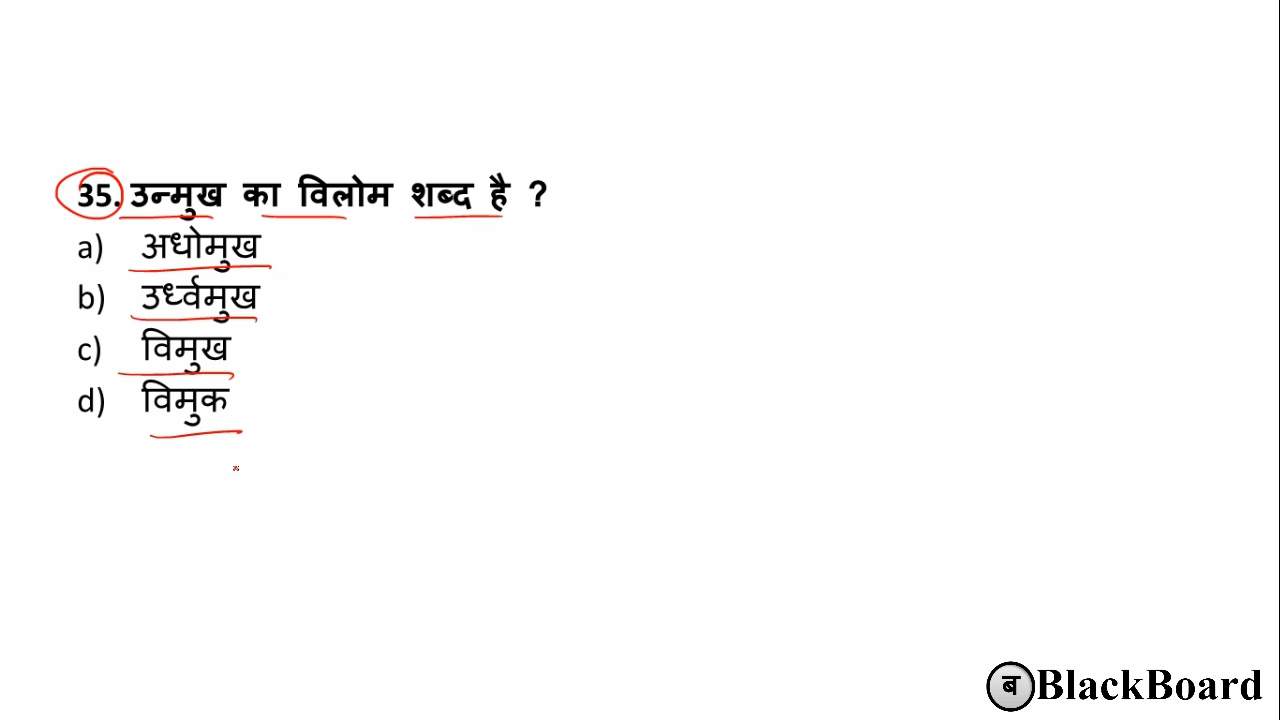 35. उन्मुख का विलोम शब्द है ?
a) अधोमुख
b) उर्ध्वमुख
c) विमुख
d) विमुक
ब BlackBoard